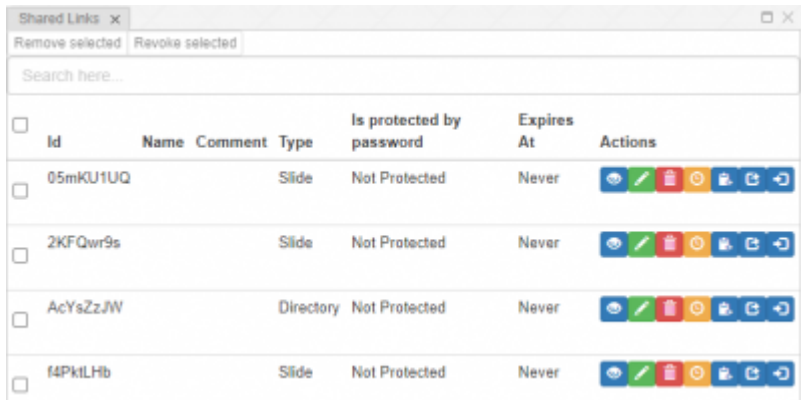 Shared Links
Remove selected Revoke selected
Search here...
Id Name Comment Type Is protected by password Expires At Actions
05mKU1UQ Slide Not Protected Never
2KFQwr9s Slide Not Protected Never
AcYsZzJW Directory Not Protected Never
f4PktLHb Slide Not Protected Never